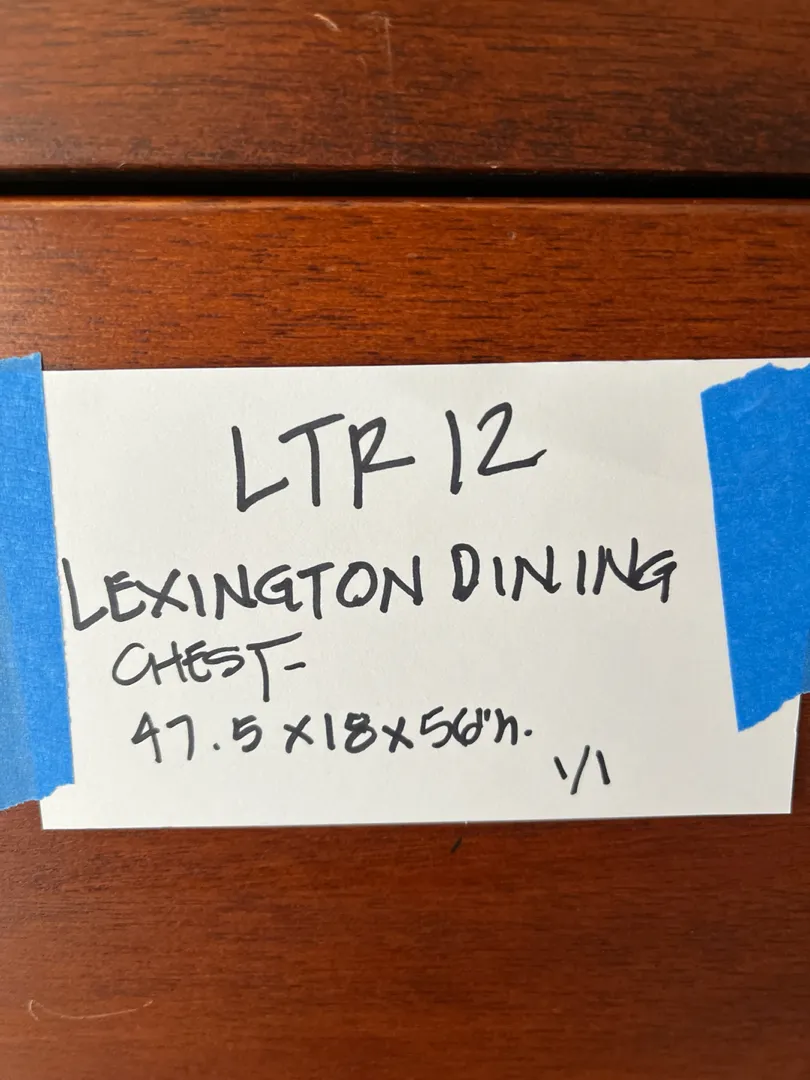 LTR 12
LEXINGTON DINING
CHEST-
47.5 x 18 x 56"h.
1/1